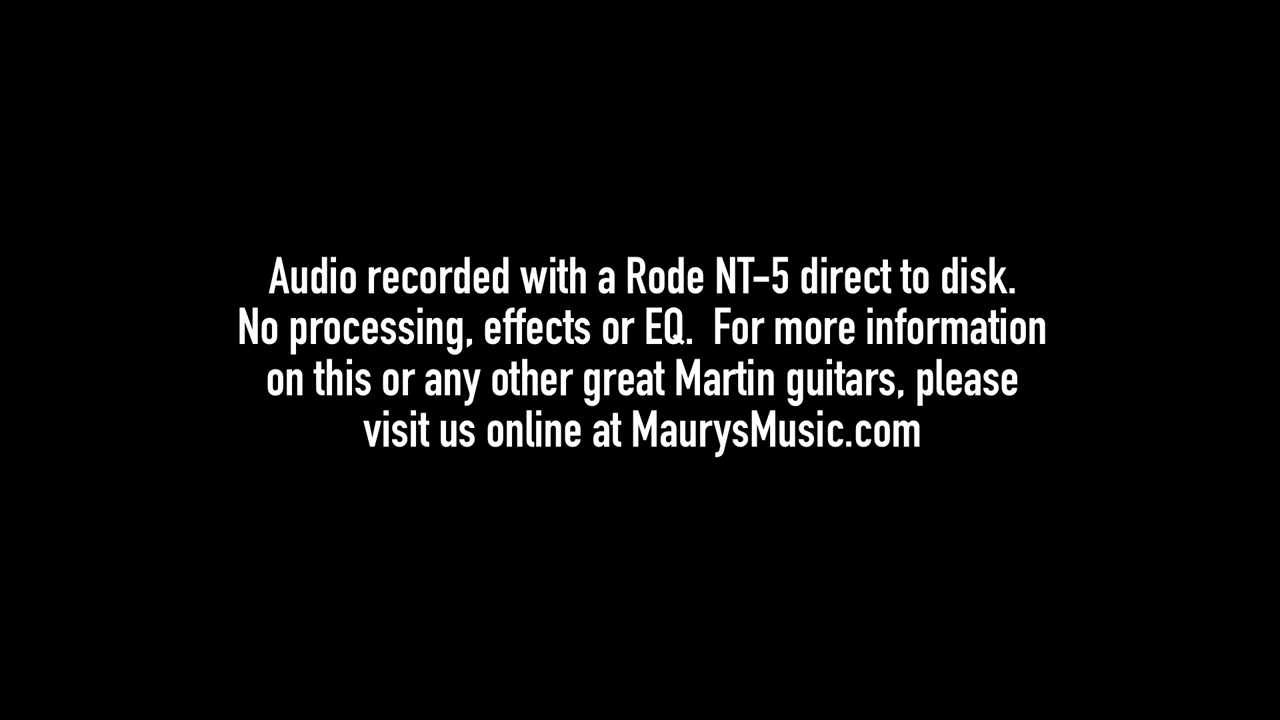 Audio recorded with a Rode NT-5 direct to disk.
No processing, effects or EQ.  For more information
on this or any other great Martin guitars, please
visit us online at MaurysMusic.com